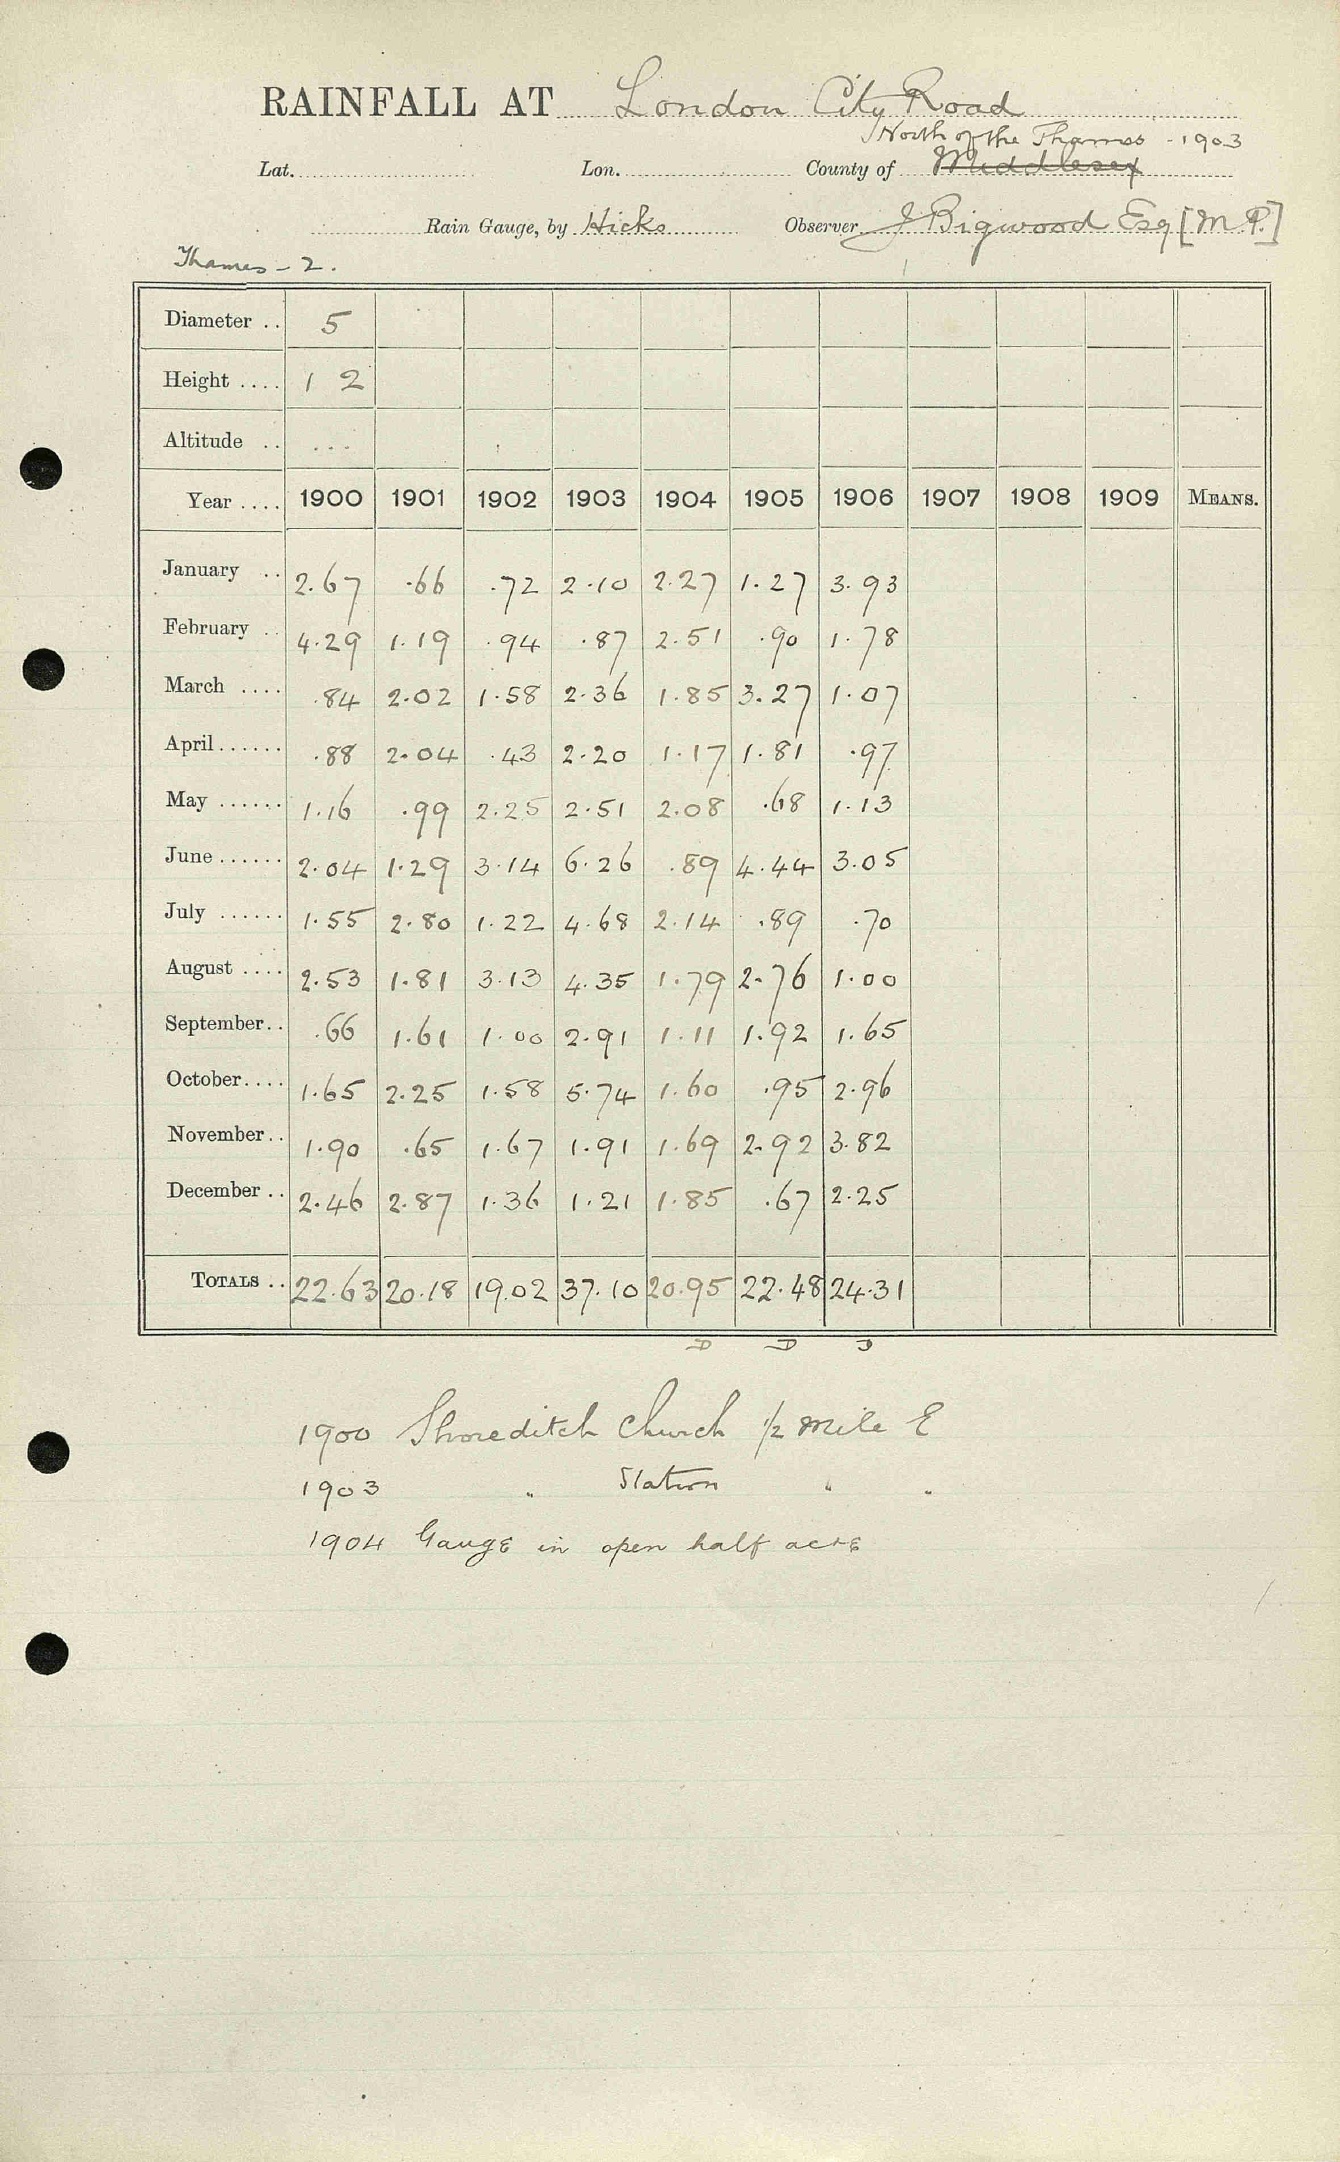 RAINFALL AT London City Road
North of the Thames - 1903
Lat. Lon. County of Middlesex
Rain Gauge, by Hicks Observer J Bigwood Esq [M.P.]
Thames - 2.
Diameter .. 5
Height .... 1 2
Altitude .. ...
Year .... 1900 1901 1902 1903 1904 1905 1906 1907 1908 1909 MEANS.
January .. 2.67 .66 .72 2.10 2.27 1.27 3.93
February .. 4.29 1.19 .94 .87 2.51 .90 1.78
March .... .84 2.02 1.58 2.36 1.85 3.27 1.07
April ...... .88 2.04 .43 2.20 1.17 1.81 .97
May ...... 1.16 .99 2.25 2.51 2.08 .68 1.13
June ...... 2.04 1.29 3.14 6.26 .89 4.44 3.05
July ...... 1.55 2.80 1.22 4.68 2.14 .89 .70
August .... 2.53 1.81 3.13 4.35 1.79 2.76 1.00
September.. .66 1.61 1.00 2.91 1.11 1.92 1.65
October.... 1.65 2.25 1.58 5.74 1.60 .95 2.96
November.. 1.90 .65 1.67 1.91 1.69 2.92 3.82
December .. 2.46 2.87 1.36 1.21 1.85 .67 2.25
TOTALS .. 22.63 20.18 19.02 37.10 20.95 22.48 24.31
D D D
1900 Shoreditch Church 1/2 Mile E
1903 " Station " "
1904 Gauge in open half acre